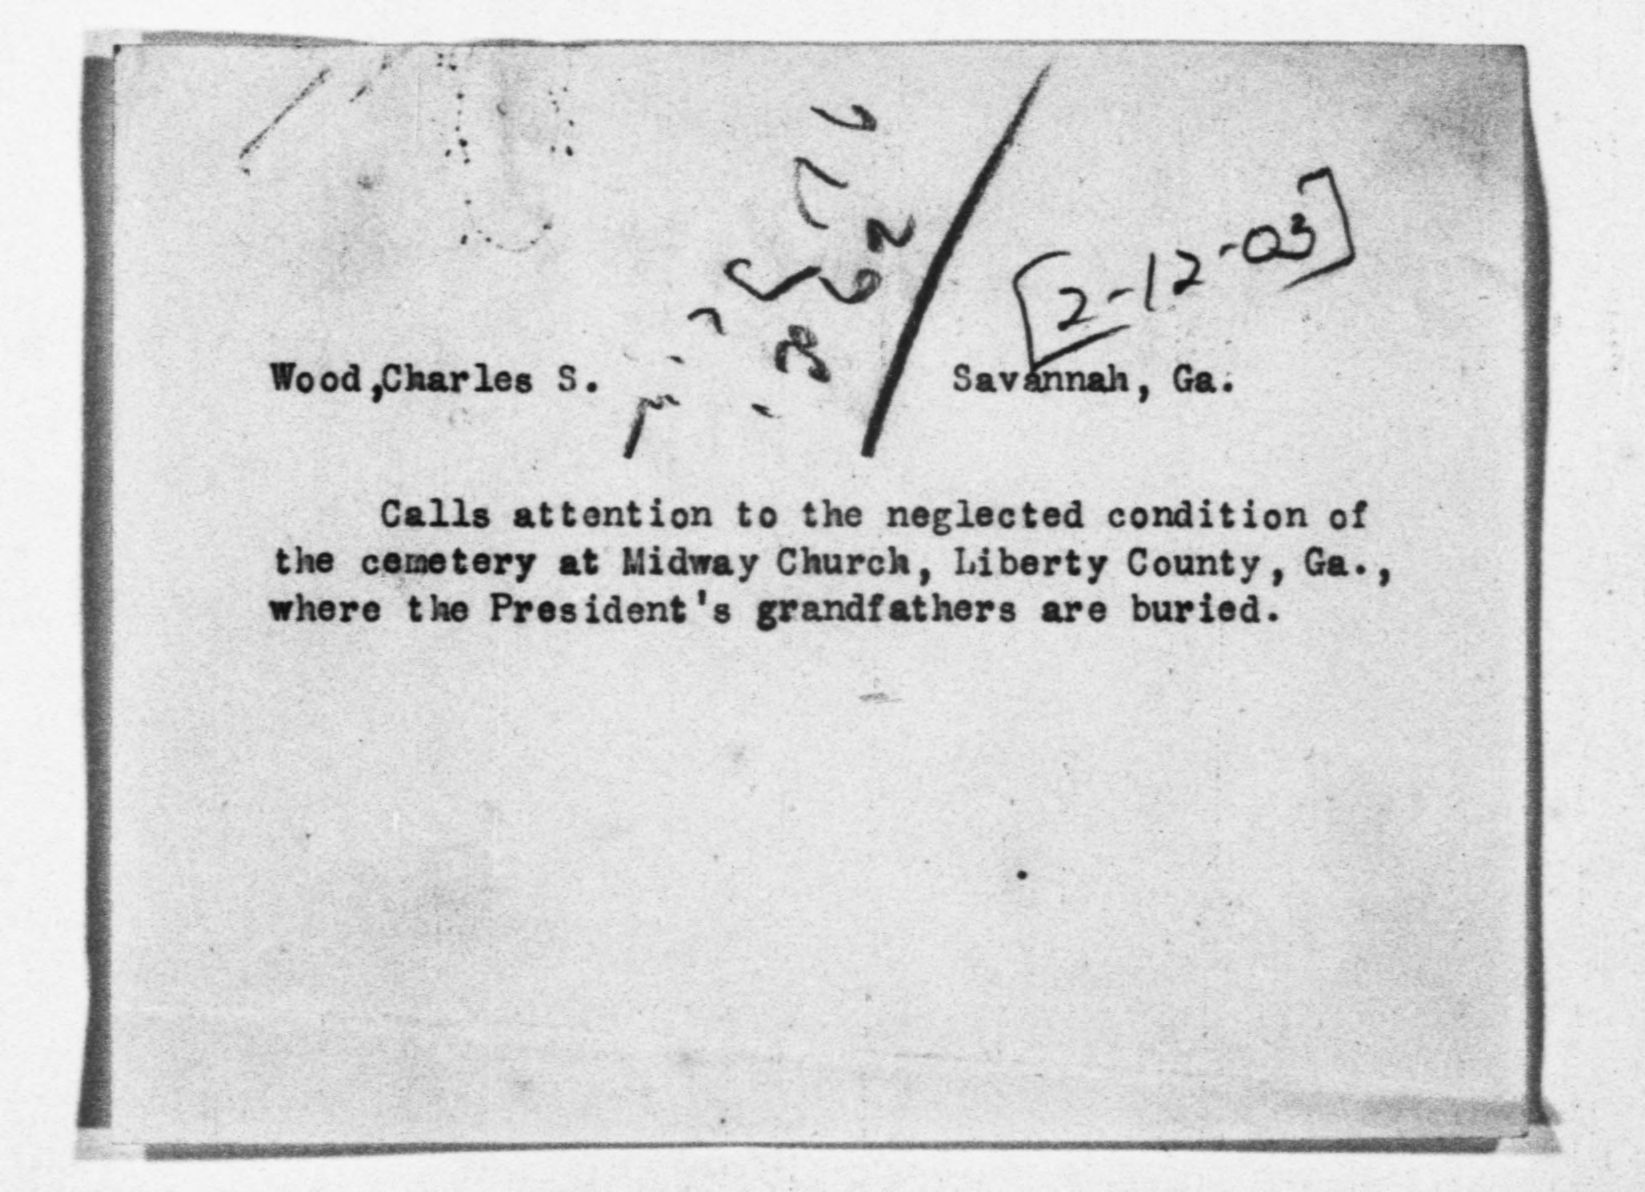 [2-12-03]
Wood,Charles S. Savannah, Ga.
Calls attention to the neglected condition of
the cemetery at Midway Church, Liberty County, Ga.,
where the President's grandfathers are buried.